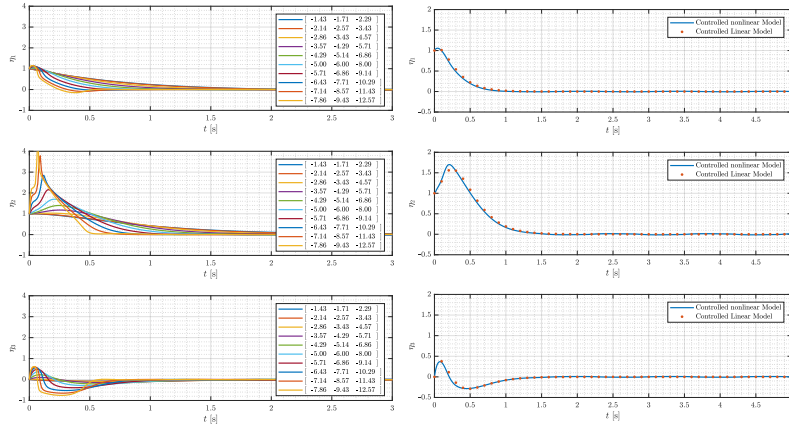 4
3
2
1
0
-1
η1
0
0.5
1
1.5
2
2.5
3
t [s]
-1.43 -1.71 -2.29
-2.14 -2.57 -3.43
-2.86 -3.43 -4.57
-3.57 -4.29 -5.71
-4.29 -5.14 -6.86
-5.00 -6.00 -8.00
-5.71 -6.86 -9.14
-6.43 -7.71 -10.29
-7.14 -8.57 -11.43
-7.86 -9.43 -12.57
2
1.5
1
0.5
0
-0.5
η1
0 0.5 1 1.5 2 2.5 3 3.5 4 4.5
t [s]
Controlled nonlinear Model
Controlled Linear Model
4
3
2
1
0
-1
η2
0
0.5
1
1.5
2
2.5
3
t [s]
-1.43 -1.71 -2.29
-2.14 -2.57 -3.43
-2.86 -3.43 -4.57
-3.57 -4.29 -5.71
-4.29 -5.14 -6.86
-5.00 -6.00 -8.00
-5.71 -6.86 -9.14
-6.43 -7.71 -10.29
-7.14 -8.57 -11.43
-7.86 -9.43 -12.57
2
1.5
1
0.5
0
-0.5
η2
0 0.5 1 1.5 2 2.5 3 3.5 4 4.5
t [s]
Controlled nonlinear Model
Controlled Linear Model
4
3
2
1
0
-1
η3
0
0.5
1
1.5
2
2.5
3
t [s]
-1.43 -1.71 -2.29
-2.14 -2.57 -3.43
-2.86 -3.43 -4.57
-3.57 -4.29 -5.71
-4.29 -5.14 -6.86
-5.00 -6.00 -8.00
-5.71 -6.86 -9.14
-6.43 -7.71 -10.29
-7.14 -8.57 -11.43
-7.86 -9.43 -12.57
2
1.5
1
0.5
0
-0.5
-1
η3
0 0.5 1 1.5 2 2.5 3 3.5 4 4.5
t [s]
Controlled nonlinear Model
Controlled Linear Model